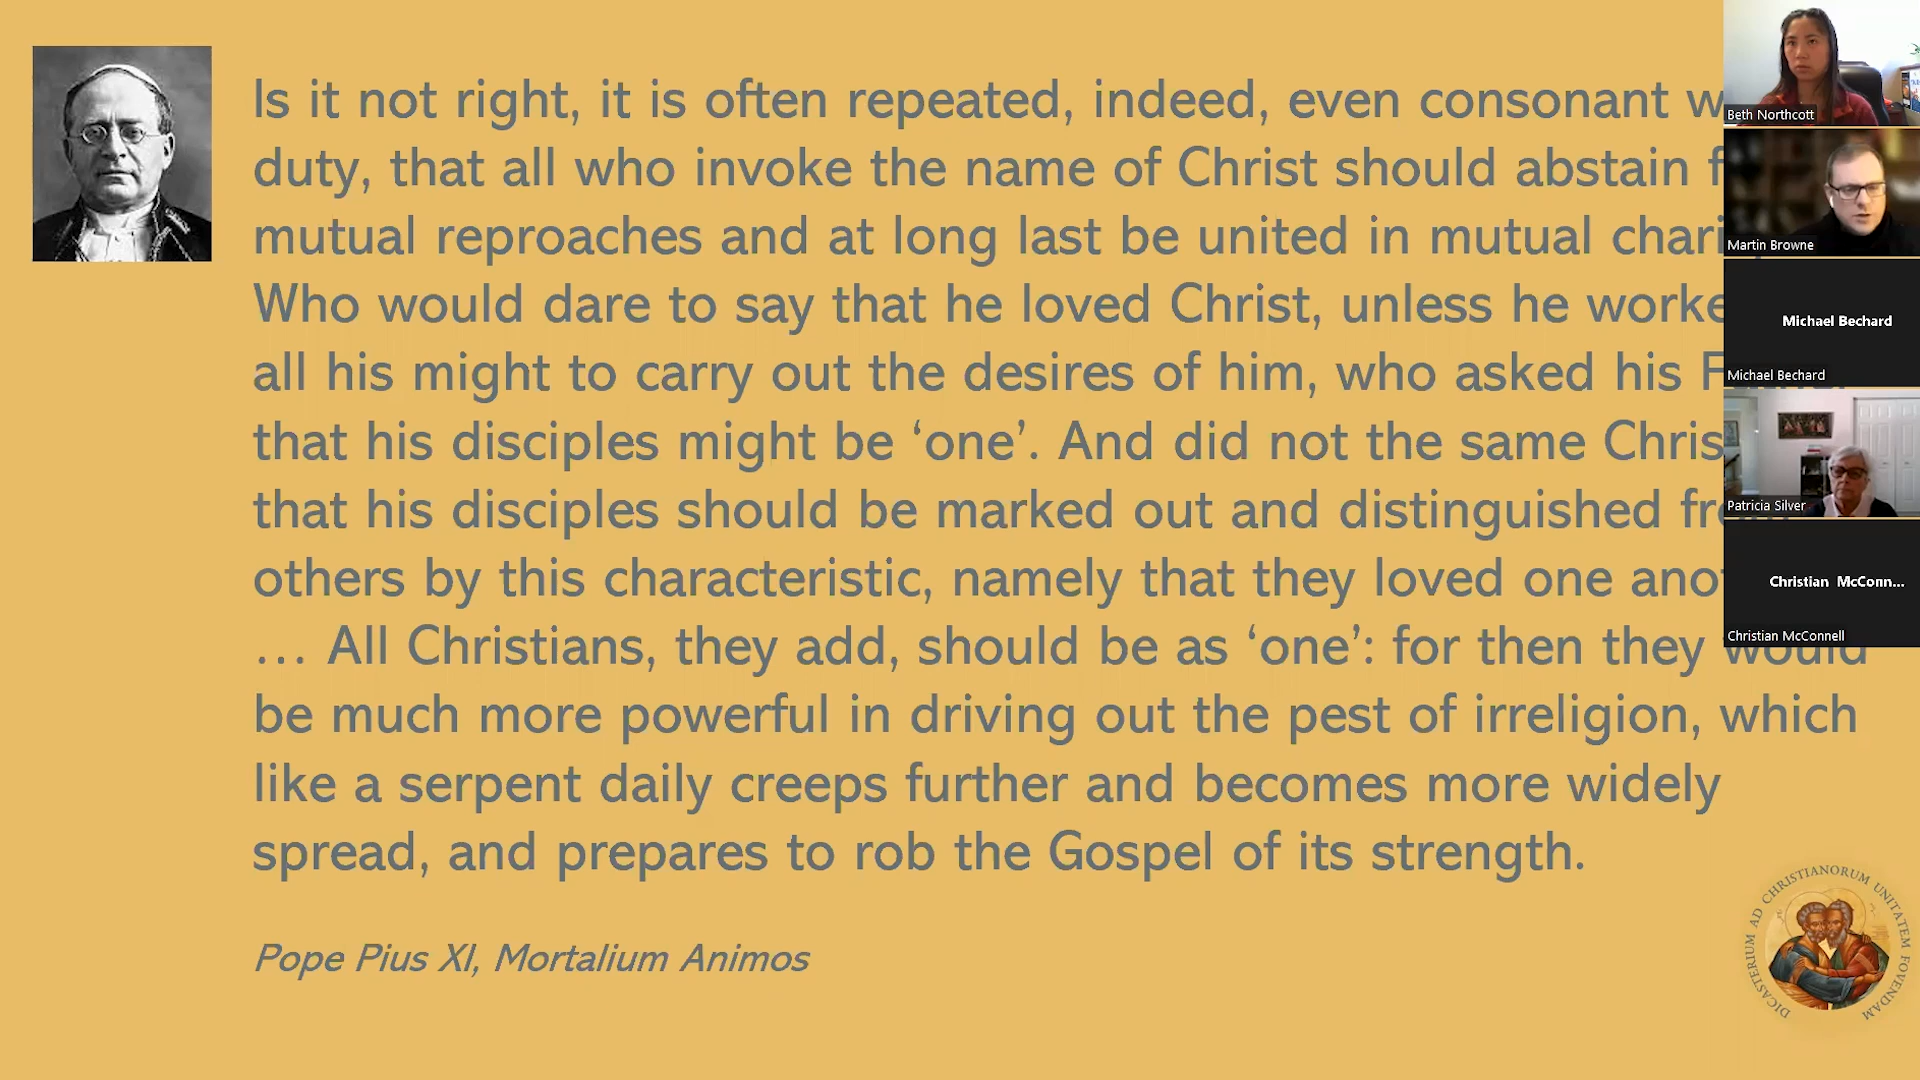 Is it not right, it is often repeated, indeed, even consonant
duty, that all who invoke the name of Christ should abstain
mutual reproaches and at long last be united in mutual
Who would dare to say that he loved Christ, unless he
all his might to carry out the desires of him, who asked his
that his disciples might be ‘one’. And did not the same
that his disciples should be marked out and distinguished
others by this characteristic, namely that they loved one
… All Christians, they add, should be as ‘one’: for then they would
be much more powerful in driving out the pest of irreligion, which
like a serpent daily creeps further and becomes more widely
spread, and prepares to rob the Gospel of its strength.
Pope Pius XI, Mortalium Animos
Beth Northcott
Martin Browne
Michael Bechard
Michael Bechard
Patricia Silver
Christian McConn...
Christian McConnell
DICASTERIUM AD CHRISTIANORUM UNITATEM FOVENDAM